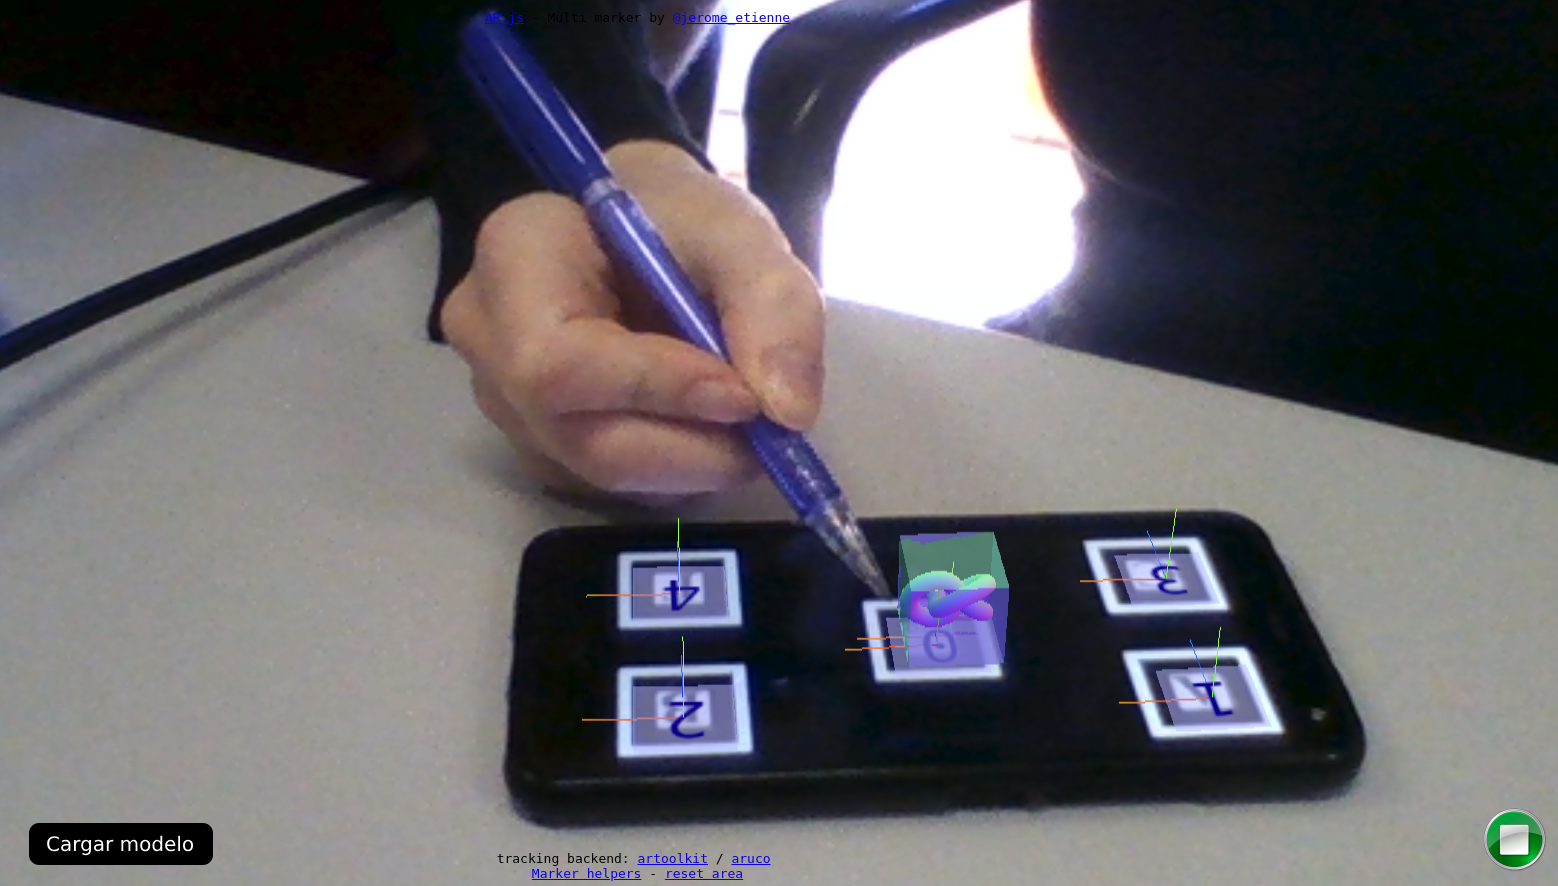 AR.js - Multi marker by @jerome_etienne
4
3
0
2
1
Cargar modelo
tracking backend: artoolkit / aruco
Marker helpers - reset area